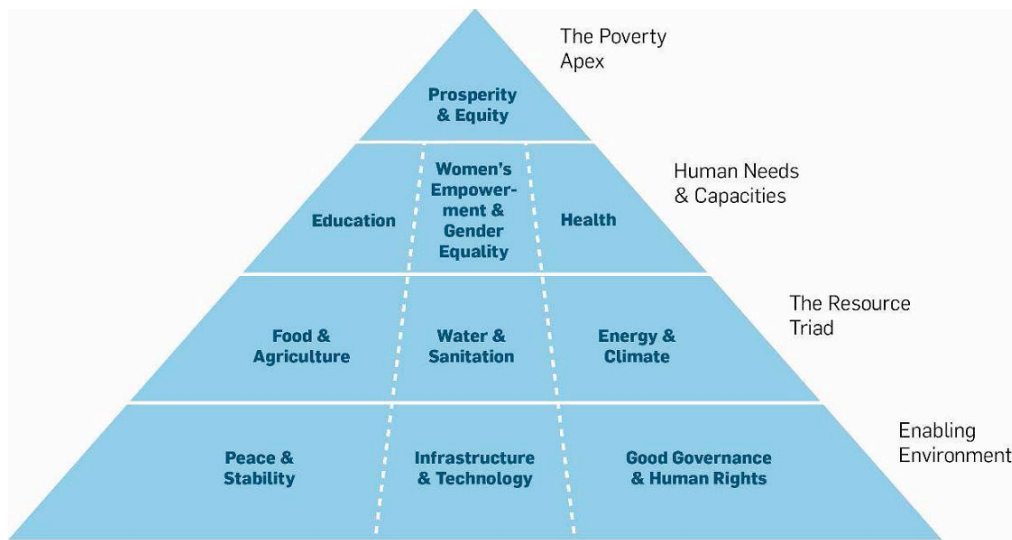 The Poverty
Apex
Prosperity
& Equity
Human Needs
& Capacities
Education
Women's
Empower-
ment &
Gender
Equality
Health
The Resource
Triad
Food &
Agriculture
Water &
Sanitation
Energy &
Climate
Enabling
Environment
Peace &
Stability
Infrastructure
& Technology
Good Governance
& Human Rights